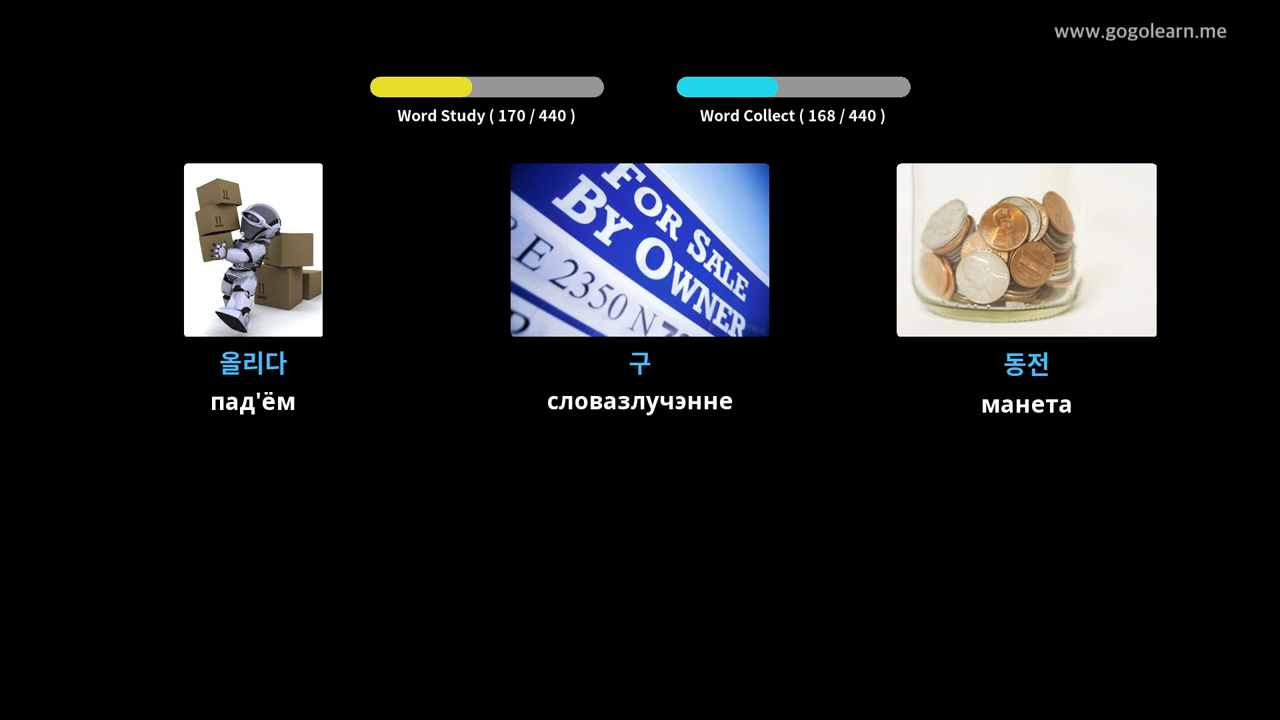 www.gogolearn.me
Word Study ( 170 / 440 )
Word Collect ( 168 / 440 )
FOR SALE
BY OWNER
E 2350 N
올리다
구
동전
пад'ём
словазлучэнне
манета